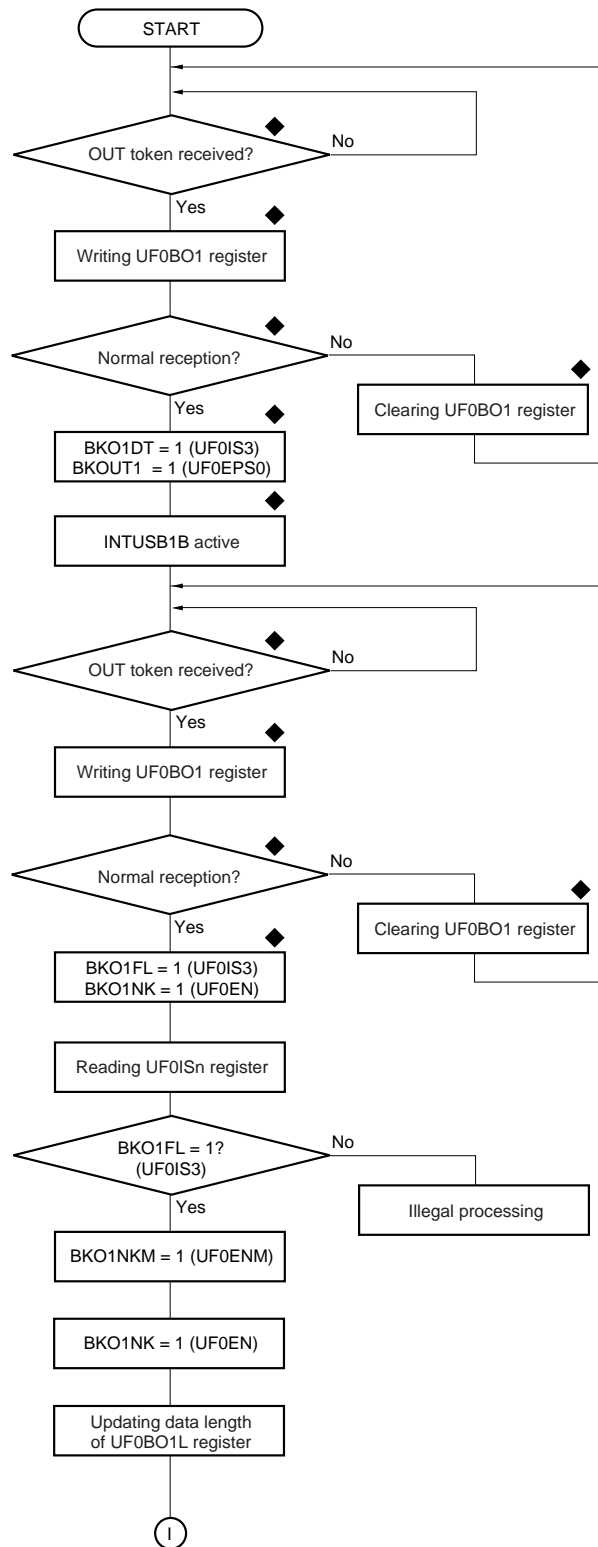 START
OUT token received?
No
Yes
Writing UF0BO1 register
Normal reception?
No
Yes
Clearing UF0BO1 register
BKO1DT = 1 (UF0IS3)
BKOUT1 = 1 (UF0EPS0)
INTUSB1B active
OUT token received?
No
Yes
Writing UF0BO1 register
Normal reception?
No
Yes
Clearing UF0BO1 register
BKO1FL = 1 (UF0IS3)
BKO1NK = 1 (UF0EN)
Reading UF0ISn register
BKO1FL = 1?
(UF0IS3)
No
Yes
Illegal processing
BKO1NKM = 1 (UF0ENM)
BKO1NK = 1 (UF0EN)
Updating data length
of UF0BO1L register
I